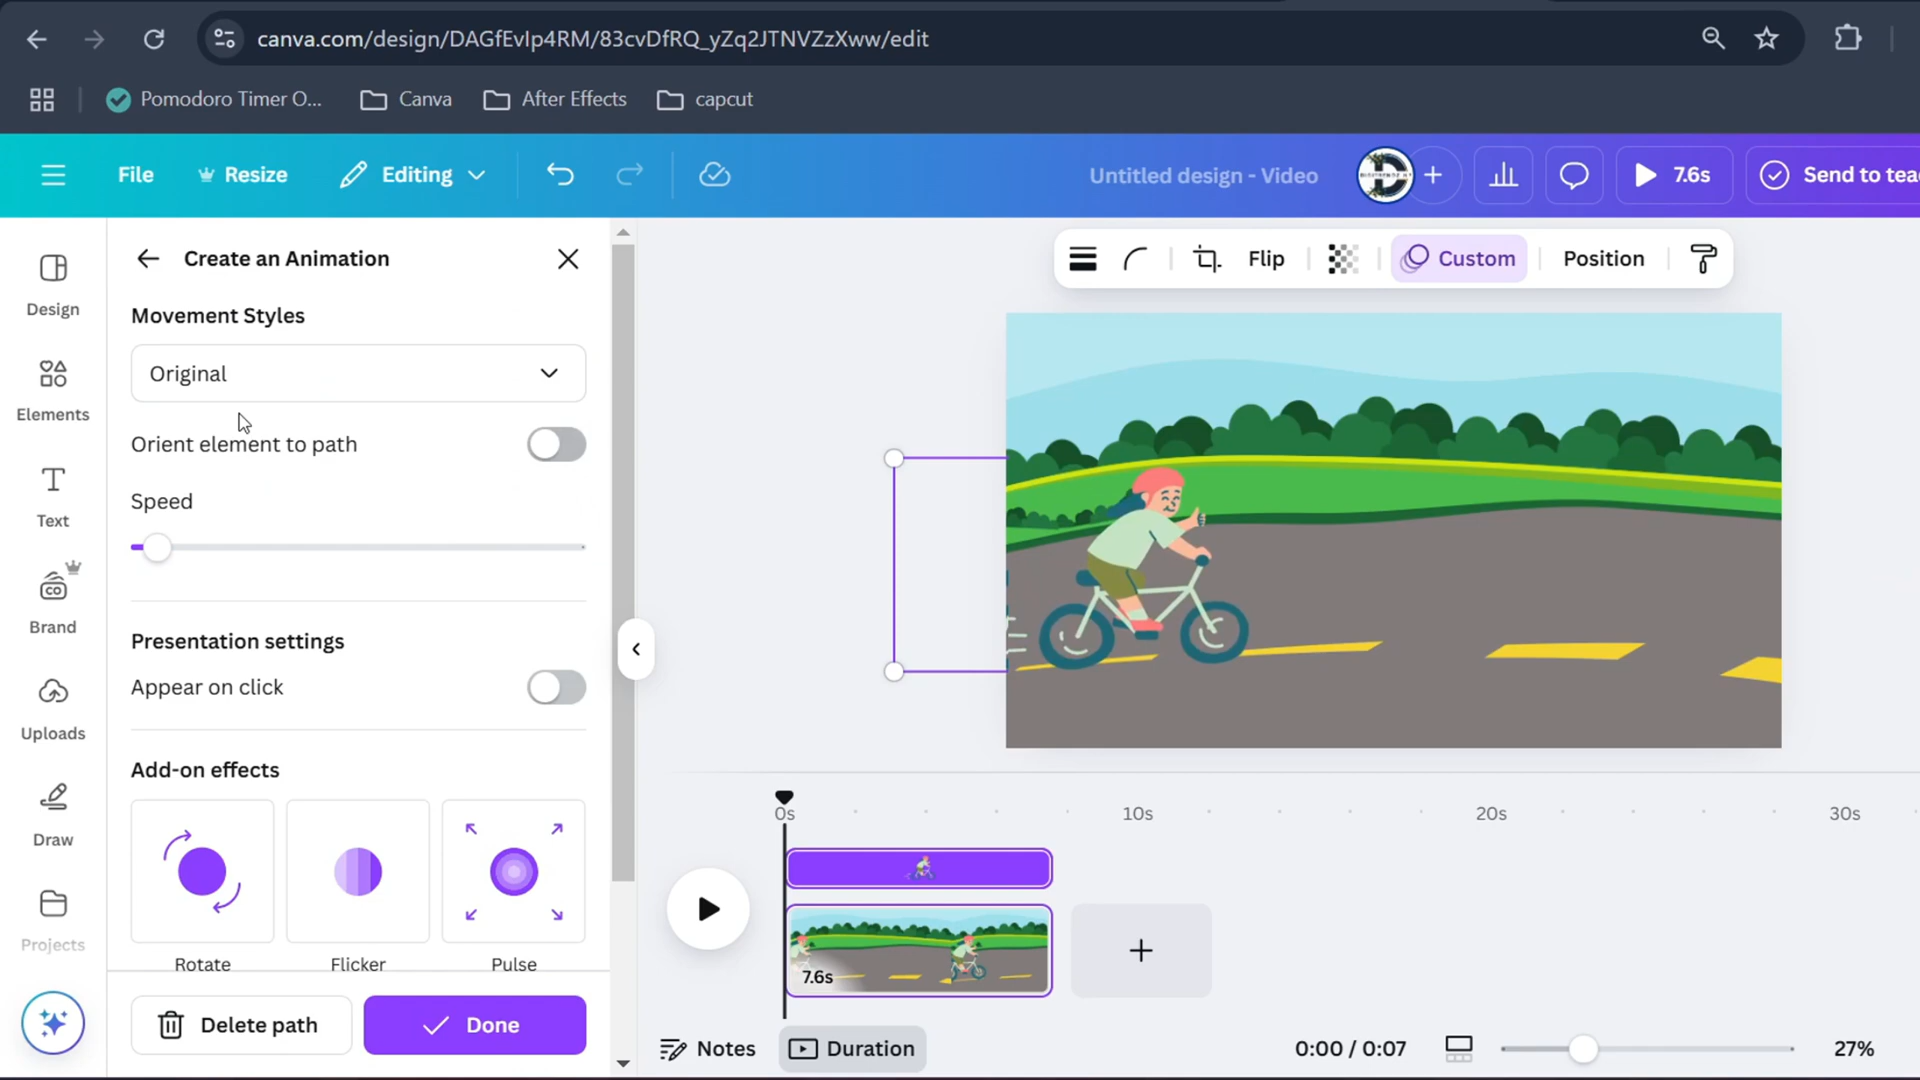 canva.com/design/DAGfEvIp4RM/83cvDfRQ_yZq2JTNVZzXww/edit
Pomodoro Timer O...
Canva
After Effects
capcut
File
Resize
Editing
Untitled design - Video
7.6s
Send to tea
Design
Elements
Text
Brand
Uploads
Draw
Projects
Create an Animation
Movement Styles
Original
Orient element to path
Speed
Presentation settings
Appear on click
Add-on effects
Rotate
Flicker
Pulse
Delete path
Done
Flip
Custom
Position
0s
10s
20s
30s
7.6s
Notes
Duration
0:00 / 0:07
27%